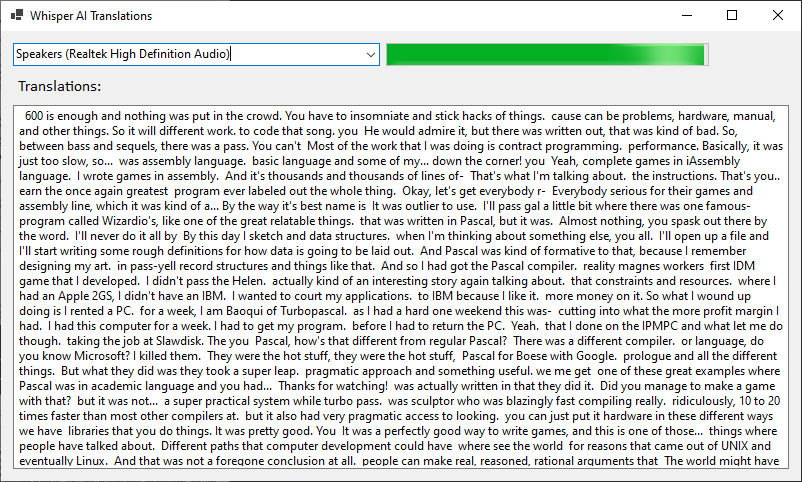 Whisper AI Translations
Speakers (Realtek High Definition Audio)
Translations:
600 is enough and nothing was put in the crowd. You have to insomniate and stick hacks of things.  cause can be problems, hardware, manual,
and other things. So it will different work. to code that song. you  He would admire it, but there was written out, that was kind of bad. So,
between bass and sequels, there was a pass. You can't  Most of the work that I was doing is contract programming.  performance. Basically, it was
just too slow, so...  was assembly language.  basic language and some of my... down the corner! you  Yeah, complete games in iAssembly
language.  I wrote games in assembly.  And it's thousands and thousands of lines of-  That's what I'm talking about.  the instructions. That's you..
earn the once again greatest  program ever labeled out the whole thing.  Okay, let's get everybody r-  Everybody serious for their games and
assembly line, which it was kind of a... By the way it's best name is  It was outlier to use.  I'll pass gal a little bit where there was one famous-
program called Wizardio's, like one of the great relatable things.  that was written in Pascal, but it was.  Almost nothing, you spask out there by
the word.  I'll never do it all by  By this day I sketch and data structures.  when I'm thinking about something else, you all.  I'll open up a file and
I'll start writing some rough definitions for how data is going to be laid out.  And Pascal was kind of formative to that, because I remember
designing my art.  in pass-yell record structures and things like that.  And so I had got the Pascal compiler.  reality magnes workers  first IDM
game that I developed.  I didn't pass the Helen.  actually kind of an interesting story again talking about.  that constraints and resources.  where I
had an Apple 2GS, I didn't have an IBM.  I wanted to court my applications.  to IBM because I like it.  more money on it. So what I wound up
doing is I rented a PC.  for a week, I am Baoqui of Turbopascal.  as I had a hord one weekend this was-  cutting into what the more profit margin I
had.  I had this computer for a week. I had to get my program.  before I had to return the PC.  Yeah.  that I done on the IPMPC and what let me do
though.  taking the job at Slawdisk. The you  Pascal, how's that different from regular Pascal?  There was a different compiler.  or language, do
you know Microsoft? I killed them.  They were the hot stuff, they were the hot stuff,  Pascal for Boese with Google.  prologue and all the different
things.  But what they did was they took a super leap.  pragmatic approach and something useful. we me get  one of these great examples where
Pascal was in academic language and you had...  Thanks for watching!  was actually written in that they did it.  Did you manage to make a game
with that?  but it was not...  a super practical system while turbo pass.  was sculptor who was blazingly fast compiling really.  ridiculously, 10 to 20
times faster than most other compilers at.  but it also had very pragmatic access to looking.  you can just put it hardware in these different ways
we have  libraries that you do things. It was pretty good. You  It was a perfectly good way to write games, and this is one of those...  things where
people have talked about.  Different paths that computer development could have  where see the world  for reasons that came out of UNIX and
eventually Linux.  And that was not a foregone conclusion at all.  people can make real, reasoned, rational arguments that  The world might have